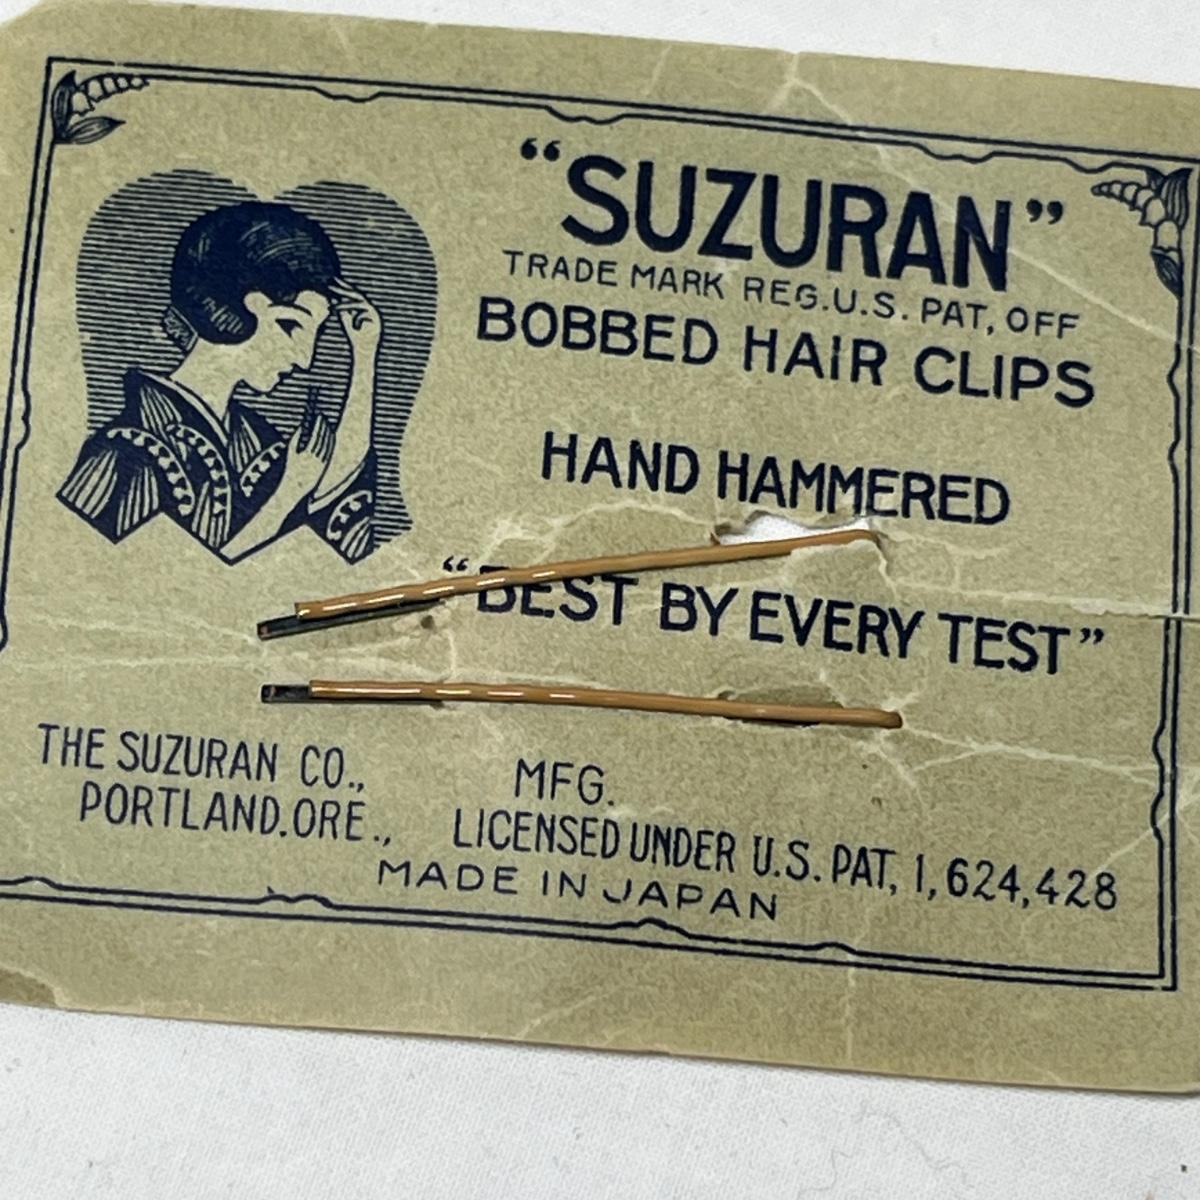 “SUZURAN”
TRADE MARK REG.U.S. PAT, OFF
BOBBED HAIR CLIPS
HAND HAMMERED
“BEST BY EVERY TEST”
THE SUZURAN CO.,
PORTLAND.ORE.,
MFG.
LICENSED UNDER U.S. PAT, 1,624,428
MADE IN JAPAN